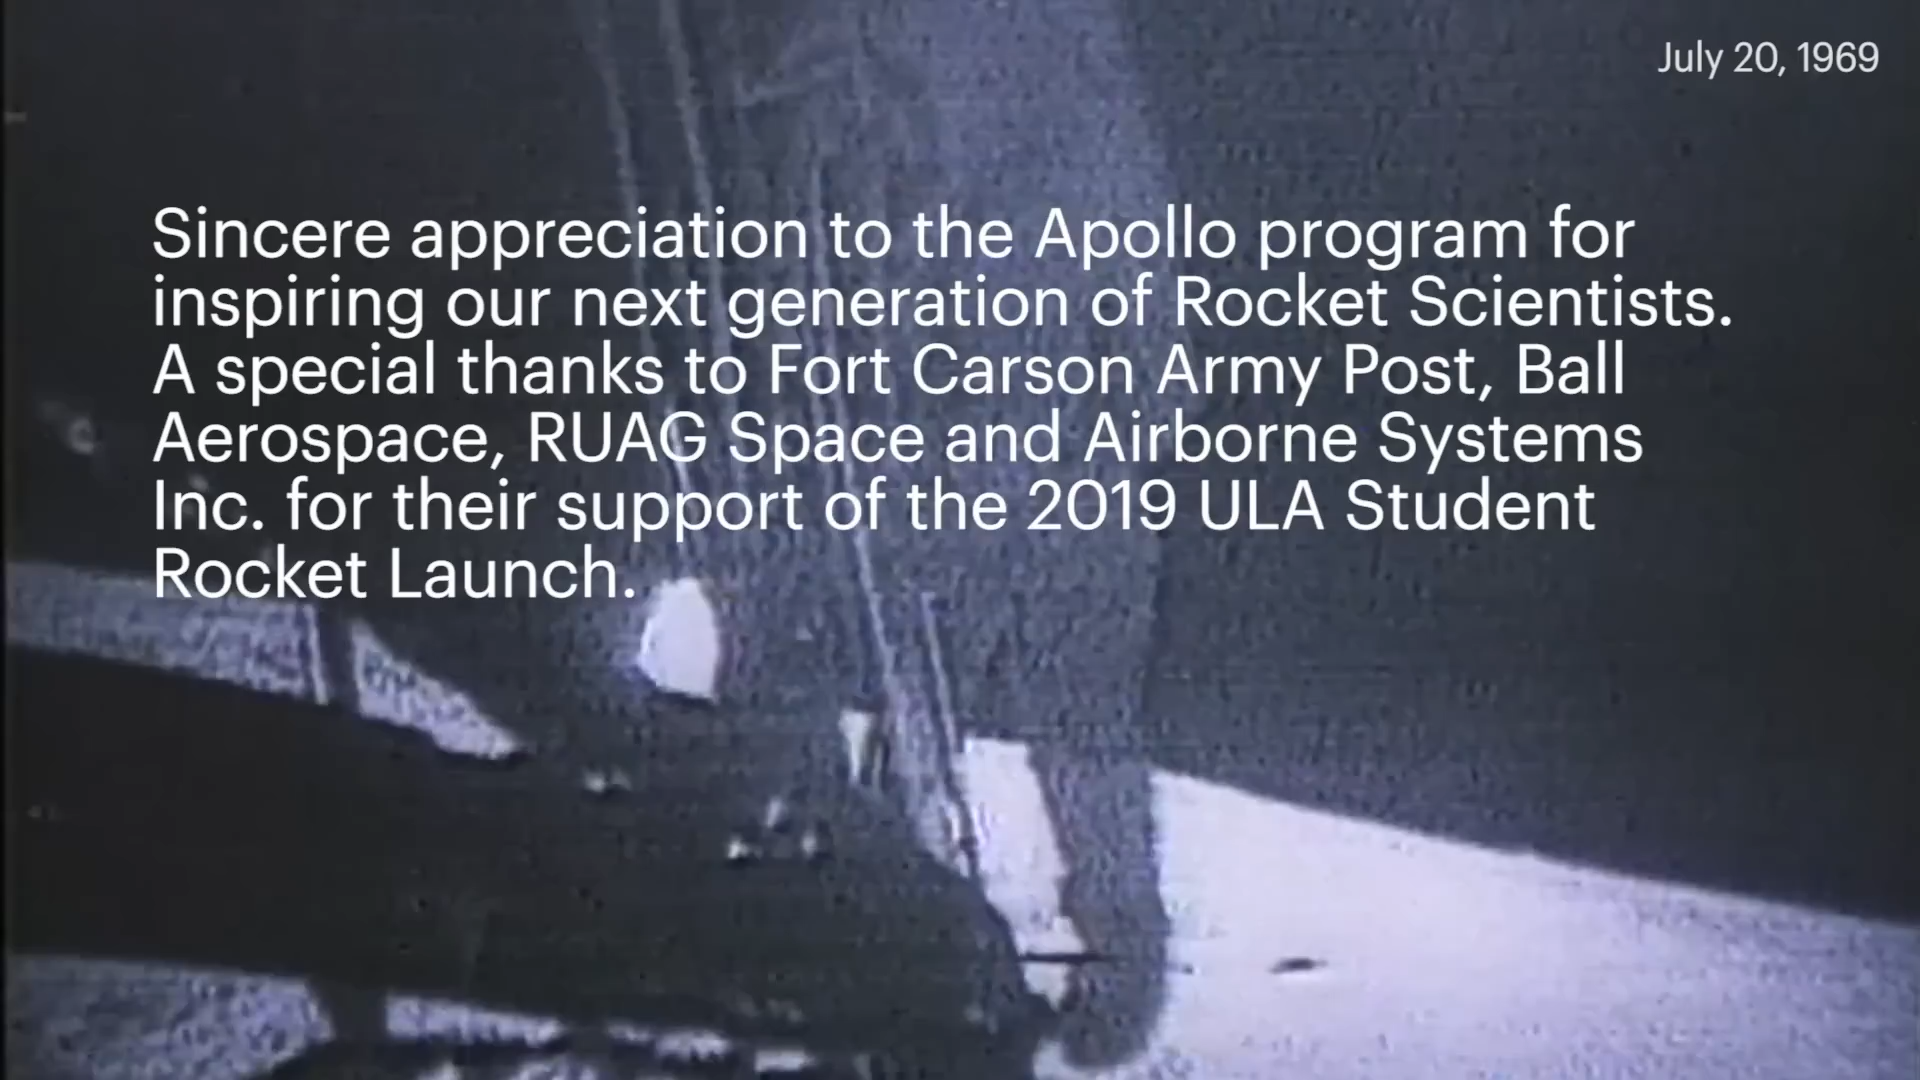 July 20, 1969
Sincere appreciation to the Apollo program for
inspiring our next generation of Rocket Scientists.
A special thanks to Fort Carson Army Post, Ball
Aerospace, RUAG Space and Airborne Systems
Inc. for their support of the 2019 ULA Student
Rocket Launch.